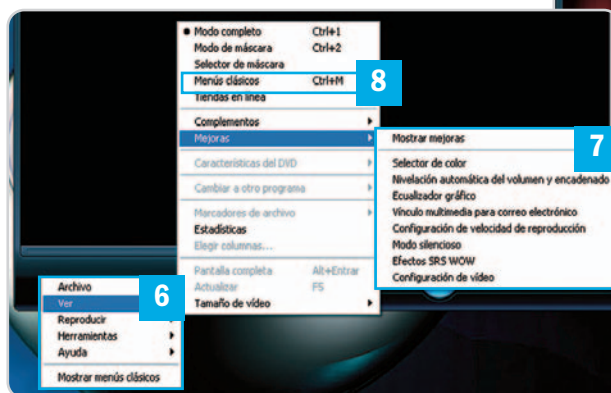 Modo completo Ctrl+1
Modo de máscara Ctrl+2
Selector de máscara
Menús clásicos Ctrl+M
8
Tiendas en línea
Complementos
Mejoras
Características del DVD
Cambiar a otro programa
Marcadores de archivo
Estadísticas
Elegir columnas...
Pantalla completa Alt+Entrar
Actualizar F5
Tamaño de vídeo
Mostrar mejoras
7
Selector de color
Nivelación automática del volumen y encadenado
Ecualizador gráfico
Vínculo multimedia para correo electrónico
Configuración de velocidad de reproducción
Modo silencioso
Efectos SRS WOW
Configuración de vídeo
Archivo
Ver
6
Reproducir
Herramientas
Ayuda
Mostrar menús clásicos